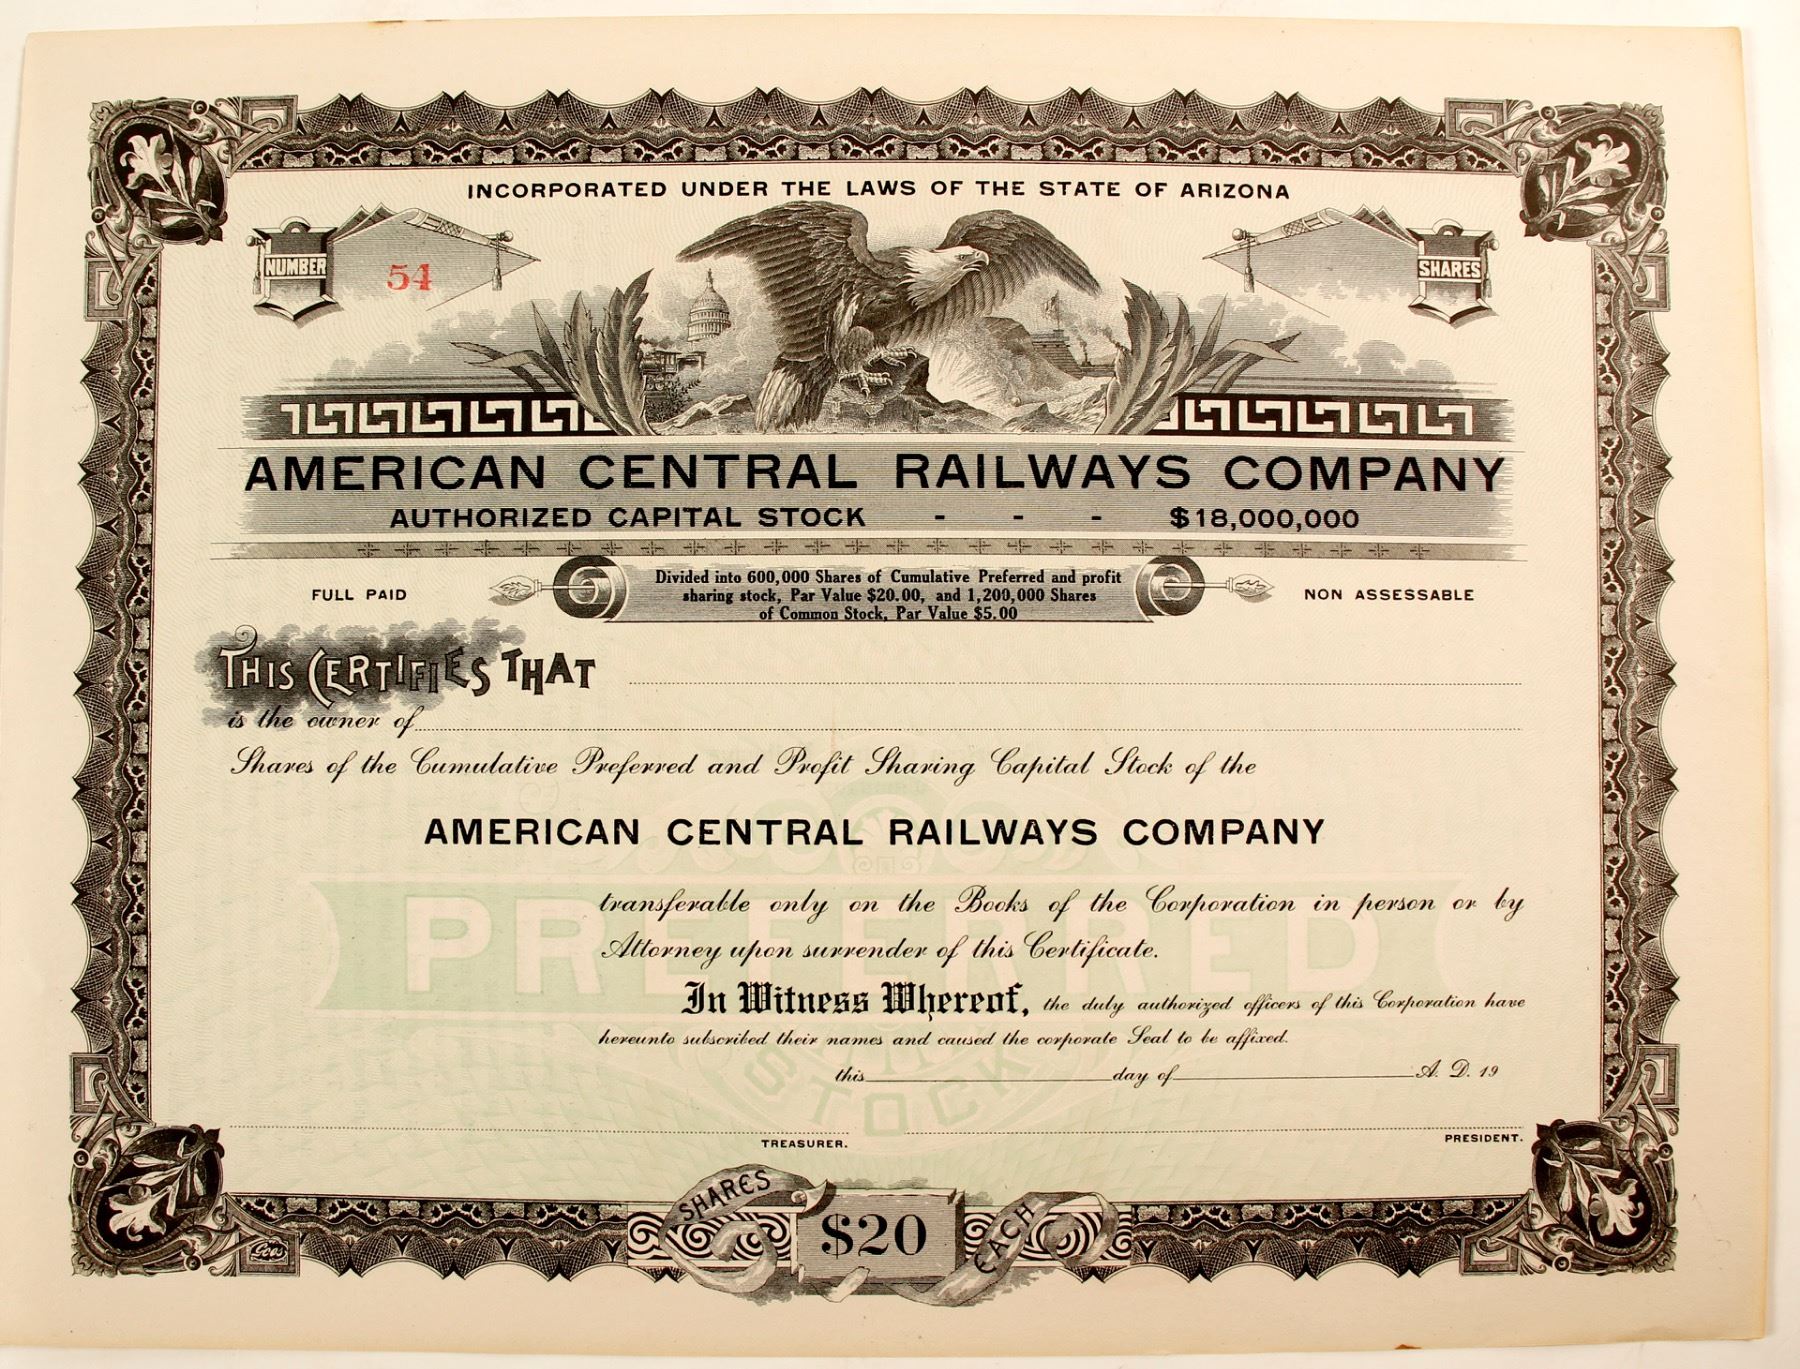 INCORPORATED UNDER THE LAWS OF THE STATE OF ARIZONA
NUMBER 54 SHARES
AMERICAN CENTRAL RAILWAYS COMPANY
AUTHORIZED CAPITAL STOCK - - - $18,000,000
FULL PAID
Divided into 600,000 Shares of Cumulative Preferred and profit
sharing stock, Par Value $20.00, and 1,200,000 Shares
of Common Stock, Par Value $5.00
NON ASSESSABLE
THIS CERTIFIES THAT
is the owner of
Shares of the Cumulative Preferred and Profit Sharing Capital Stock of the
AMERICAN CENTRAL RAILWAYS COMPANY
PREFERRED
transferable only on the Books of the Corporation in person or by
Attorney upon surrender of this Certificate.
In Witness Whereof, the duly authorized officers of this Corporation have
hereunto subscribed their names and caused the corporate Seal to be affixed.
STOCK
this day of A. D. 19
TREASURER. PRESIDENT.
SHARES $20 EACH
Goes